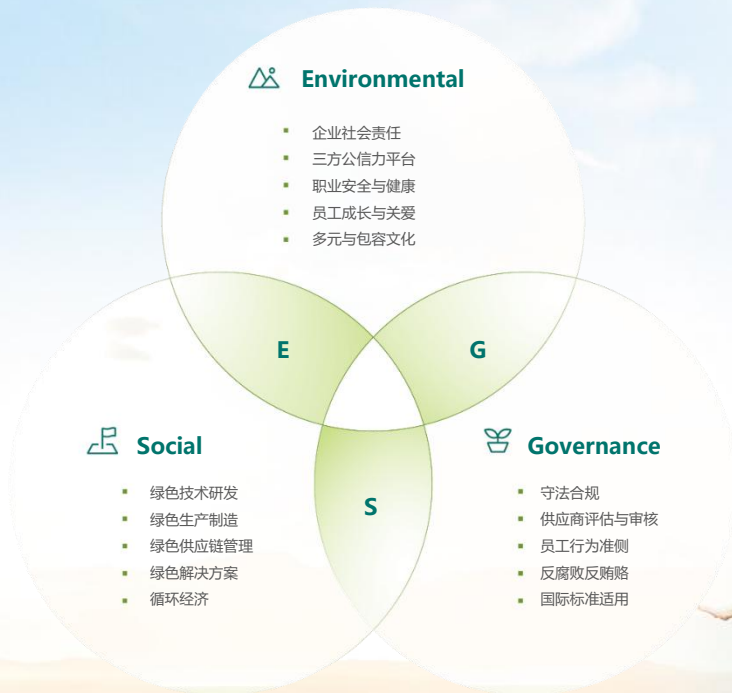 Environmental
企业社会责任
三方公信力平台
职业安全与健康
员工成长与关爱
多元与包容文化
E
G
S
Social
绿色技术研发
绿色生产制造
绿色供应链管理
绿色解决方案
循环经济
Governance
守法合规
供应商评估与审核
员工行为准侧
反腐败反贿赂
国际标准适用